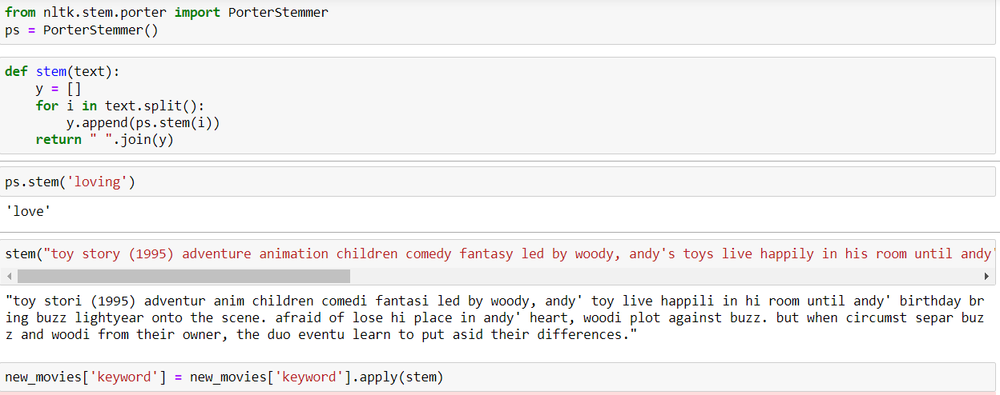 from nltk.stem.porter import PorterStemmer
ps = PorterStemmer()
def stem(text):
    y = []
    for i in text.split():
        y.append(ps.stem(i))
    return " ".join(y)
ps.stem('loving')
'love'
stem("toy story (1995) adventure animation children comedy fantasy led by woody, andy's toys live happily in his room until andy'
"toy stori (1995) adventur anim children comedi fantasi led by woody, andy' toy live happili in hi room until andy' birthday br
ing buzz lightyear onto the scene. afraid of lose hi place in andy' heart, woodi plot against buzz. but when circumst separ buz
z and woodi from their owner, the duo eventu learn to put asid their differences."
new_movies['keyword'] = new_movies['keyword'].apply(stem)